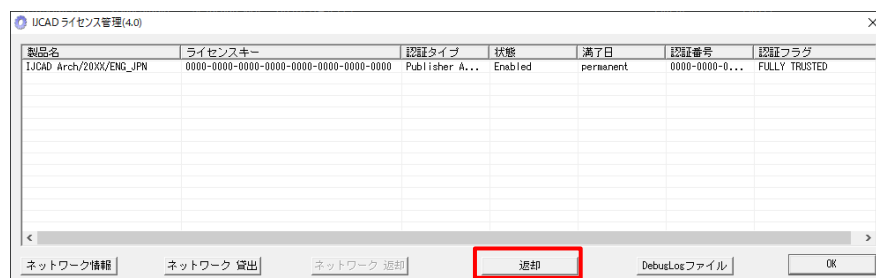 IJCAD ライセンス管理(4.0)
製品名 ライセンスキー 認証タイプ 状態 満了日 認証番号 認証フラグ
IJCAD Arch/20XX/ENG_JPN 0000-0000-0000-0000-0000-0000-0000 Publisher A... Enabled permanent 0000-0000-0... FULLY TRUSTED
ネットワーク情報 ネットワーク 貸出 ネットワーク 返却 返却 DebugLogファイル OK